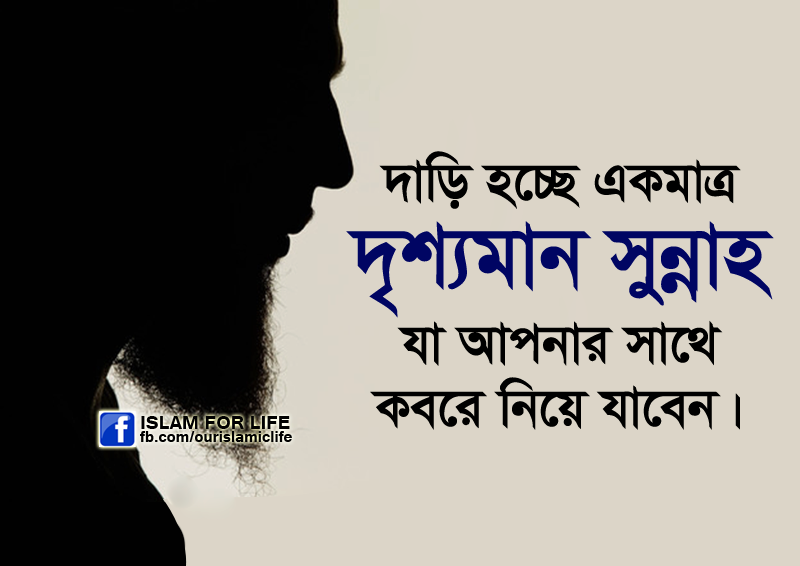 দাড়ি হচ্ছে একমাত্র
দৃশ্যমান সুন্নাহ
যা আপনার সাথে
কবরে নিয়ে যাবেন।
ISLAM FOR LIFE
fb.com/ourislamiclife